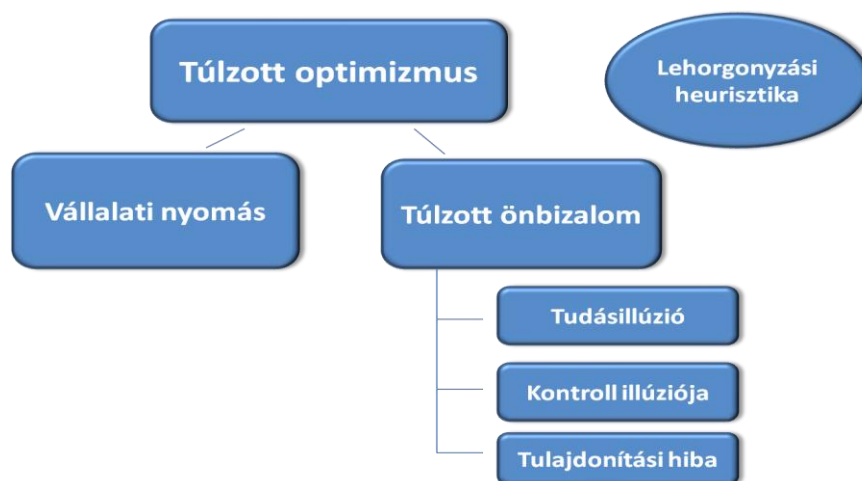 Túlzott optimizmus
Lehorgonyzási
heurisztika
Vállalati nyomás
Túlzott önbizalom
Tudásillúzió
Kontroll illúziója
Tulajdonítási hiba